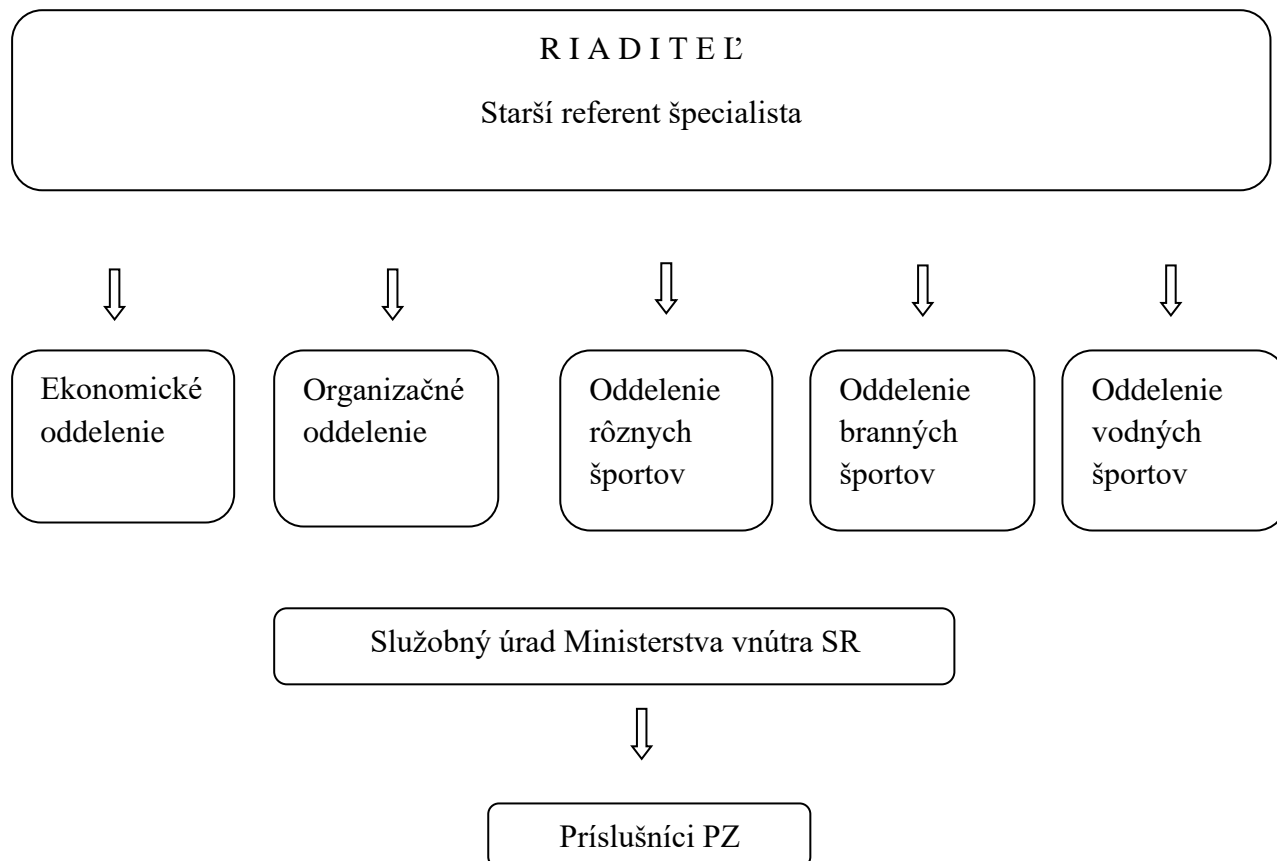 R I A D I T E Ľ
Starší referent špecialista
Ekonomické
oddelenie
Organizačné
oddelenie
Oddelenie
rôznych
športov
Oddelenie
branných
športov
Oddelenie
vodných
športov
Služobný úrad Ministerstva vnútra SR
Príslušníci PZ